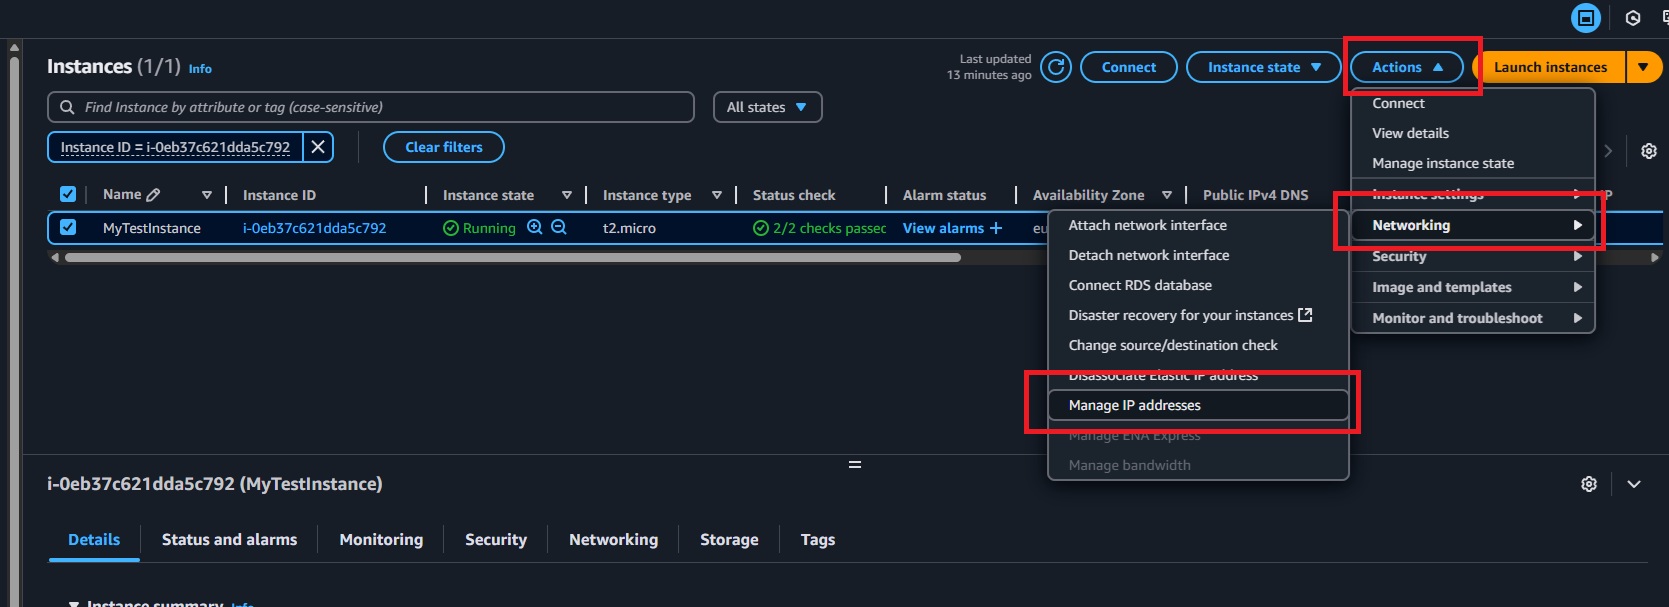 Instances (1/1) Info
Last updated
13 minutes ago
Connect
Instance state
Actions
Launch instances
Find Instance by attribute or tag (case-sensitive)
All states
Instance ID = i-0eb37c621dda5c792
Clear filters
Name
Instance ID
Instance state
Instance type
Status check
Alarm status
Availability Zone
Public IPv4 DNS
MyTestInstance
i-0eb37c621dda5c792
Running
t2.micro
2/2 checks passec
View alarms
eu
Connect
View details
Manage instance state
Instance settings
Networking
Security
Image and templates
Monitor and troubleshoot
Attach network interface
Detach network interface
Connect RDS database
Disaster recovery for your instances
Change source/destination check
Disassociate Elastic IP address
Manage IP addresses
Manage ENA Express
Manage bandwidth
i-0eb37c621dda5c792 (MyTestInstance)
Details
Status and alarms
Monitoring
Security
Networking
Storage
Tags
Instance summary Info